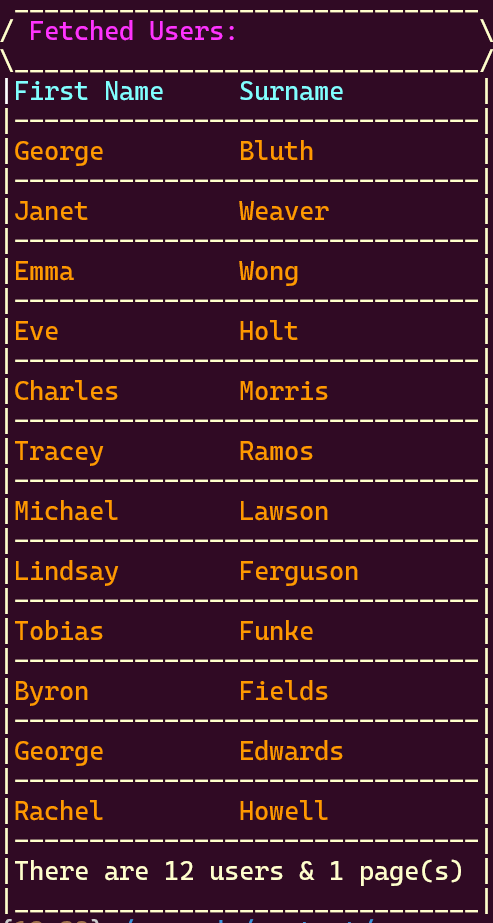 Fetched Users:
First Name Surname
George Bluth
Janet Weaver
Emma Wong
Eve Holt
Charles Morris
Tracey Ramos
Michael Lawson
Lindsay Ferguson
Tobias Funke
Byron Fields
George Edwards
Rachel Howell
There are 12 users & 1 page(s)